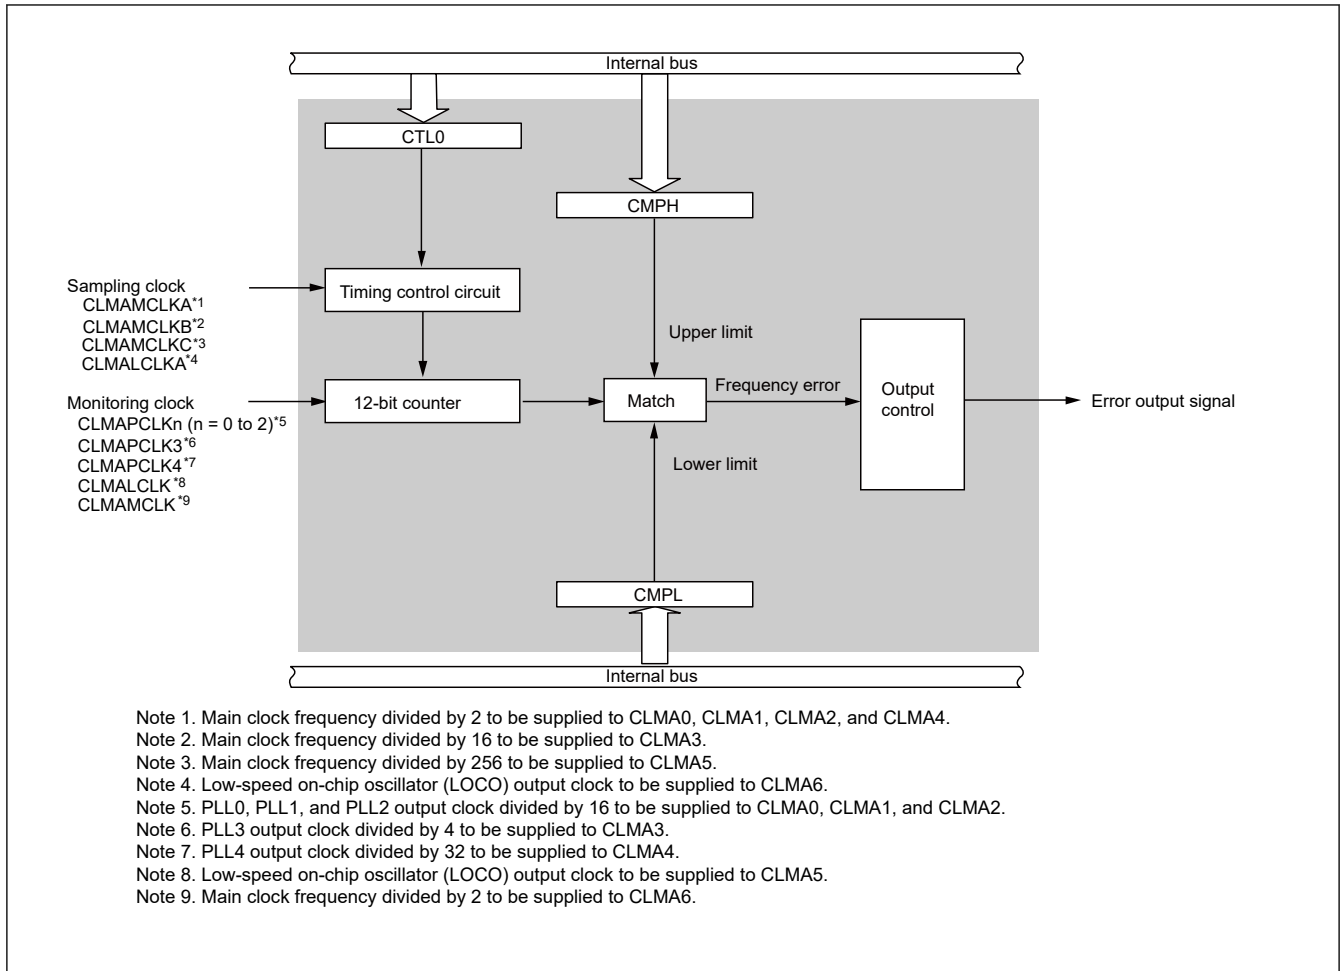 Internal bus
CTL0
CMPH
Sampling clock
CLMAMCLKA*1
CLMAMCLKB*2
CLMAMCLKC*3
CLMALCLKA*4
Timing control circuit
Upper limit
Monitoring clock
CLMAPCLKn (n = 0 to 2)*5
CLMAPCLK3*6
CLMAPCLK4*7
CLMALCLK*8
CLMAMCLK*9
12-bit counter
Match
Frequency error
Output
control
Error output signal
Lower limit
CMPL
Internal bus
Note 1. Main clock frequency divided by 2 to be supplied to CLMA0, CLMA1, CLMA2, and CLMA4.
Note 2. Main clock frequency divided by 16 to be supplied to CLMA3.
Note 3. Main clock frequency divided by 256 to be supplied to CLMA5.
Note 4. Low-speed on-chip oscillator (LOCO) output clock to be supplied to CLMA6.
Note 5. PLL0, PLL1, and PLL2 output clock divided by 16 to be supplied to CLMA0, CLMA1, and CLMA2.
Note 6. PLL3 output clock divided by 4 to be supplied to CLMA3.
Note 7. PLL4 output clock divided by 32 to be supplied to CLMA4.
Note 8. Low-speed on-chip oscillator (LOCO) output clock to be supplied to CLMA5.
Note 9. Main clock frequency divided by 2 to be supplied to CLMA6.